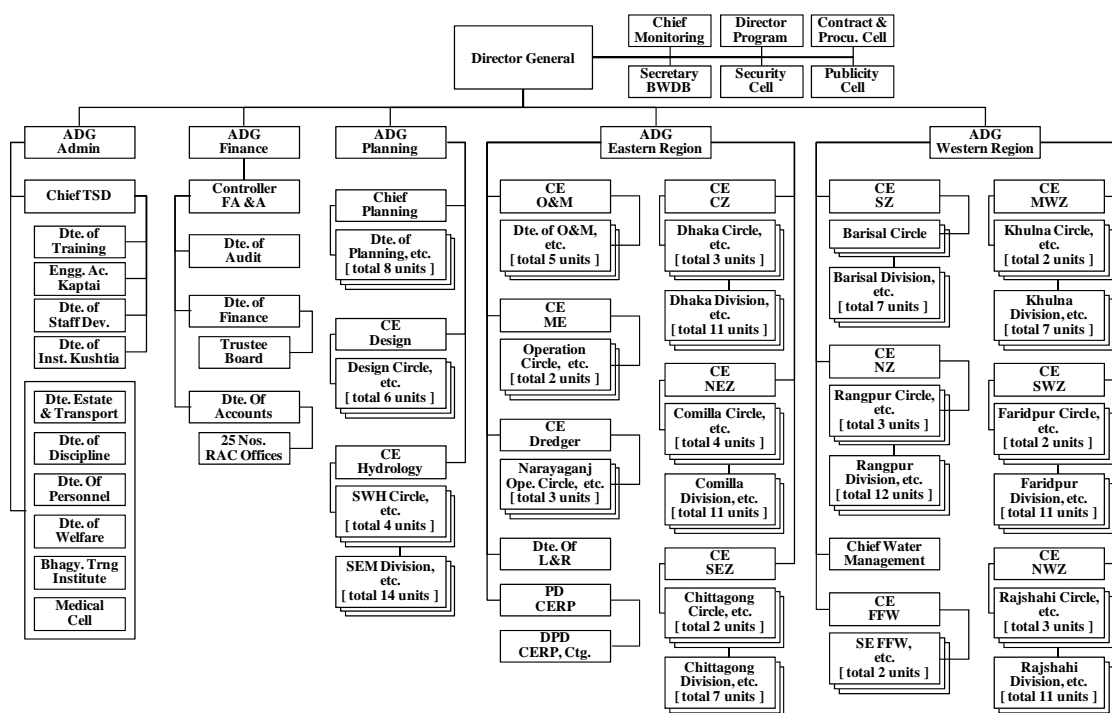 Director General
Chief
Monitoring
Director
Program
Contract &
Procu. Cell
Secretary
BWDB
Security
Cell
Publicity
Cell
ADG
Admin
ADG
Finance
ADG
Planning
ADG
Eastern Region
ADG
Western Region
Chief TSD
Dte. of
Training
Engg. Ac.
Kaptai
Dte. of
Staff Dev.
Dte. of
Inst. Kushtia
Dte. Estate
& Transport
Dte. of
Discipline
Dte. Of
Personnel
Dte. of
Welfare
Bhagy. Trng
Institute
Medical
Cell
Controller
FA &A
Dte. of
Audit
Dte. of
Finance
Trustee
Board
Dte. Of
Accounts
25 Nos.
RAC Offices
Chief
Planning
Dte. of
Planning, etc.
[ total 8 units ]
CE
Design
Design Circle,
etc.
[ total 6 units ]
CE
Hydrology
SWH Circle,
etc.
[ total 4 units ]
SEM Division,
etc.
[ total 14 units ]
CE
O&M
Dte. of O&M,
etc.
[ total 5 units ]
CE
ME
Operation
Circle, etc.
[ total 2 units ]
CE
Dredger
Narayaganj
Ope. Circle, etc.
[ total 3 units ]
Dte. Of
L&R
PD
CERP
DPD
CERP, Ctg.
CE
CZ
Dhaka Circle,
etc.
[ total 3 units ]
Dhaka Division,
etc.
[ total 11 units ]
CE
NEZ
Comilla Circle,
etc.
[ total 4 units ]
Comilla
Division, etc.
[ total 11 units ]
CE
SEZ
Chittagong
Circle, etc.
[ total 2 units ]
Chittagong
Division, etc.
[ total 7 units ]
CE
SZ
Barisal Circle
Barisal Division,
etc.
[ total 7 units ]
CE
NZ
Rangpur Circle,
etc.
[ total 3 units ]
Rangpur
Division, etc.
[ total 12 units ]
Chief Water
Management
CE
FFW
SE FFW,
etc.
[ total 2 units ]
CE
MWZ
Khulna Circle,
etc.
[ total 2 units ]
Khulna
Division, etc.
[ total 7 units ]
CE
SWZ
Faridpur Circle,
etc.
[ total 2 units ]
Faridpur
Division, etc.
[ total 11 units ]
CE
NWZ
Rajshahi Circle,
etc.
[ total 3 units ]
Rajshahi
Division, etc.
[ total 11 units ]